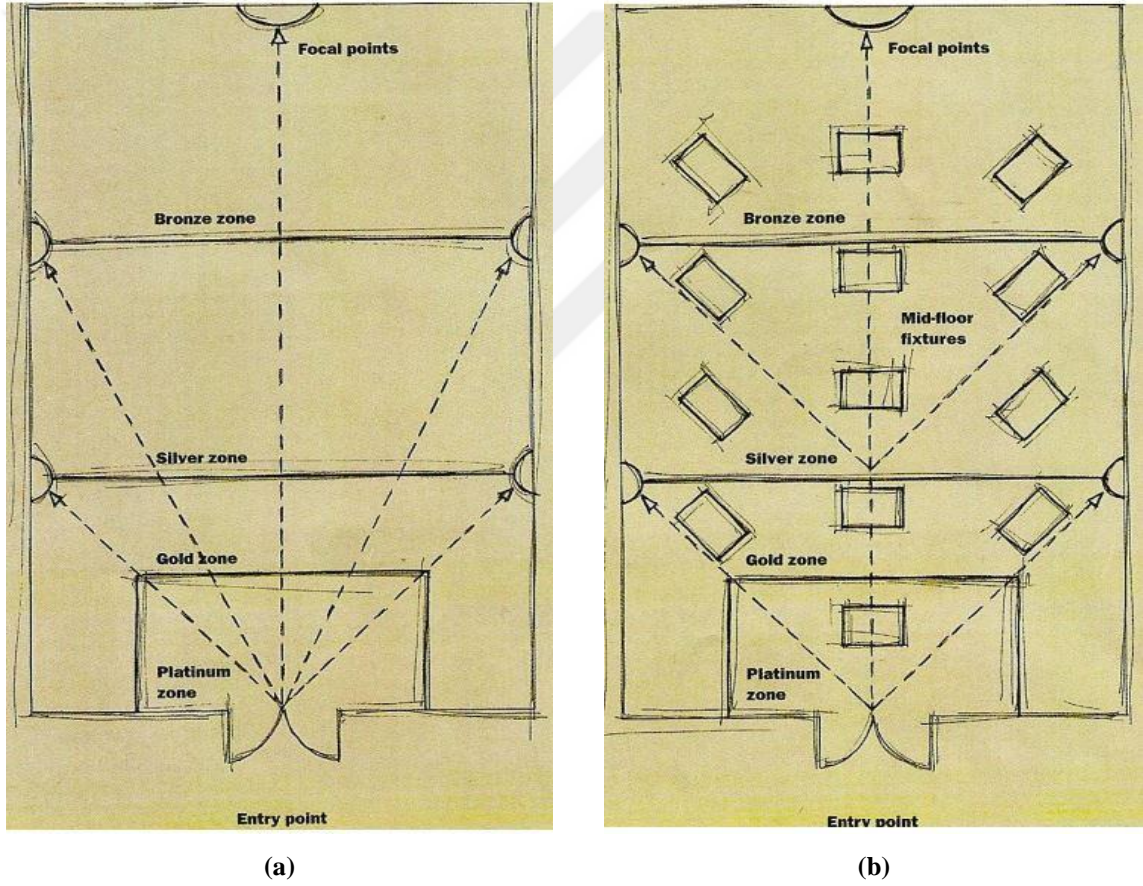 Focal points
Bronze zone
Silver zone
Gold zone
Platinum
zone
Entry point
(a)
Focal points
Bronze zone
Mid-floor
fixtures
Silver zone
Gold zone
Platinum
zone
Entry point
(b)